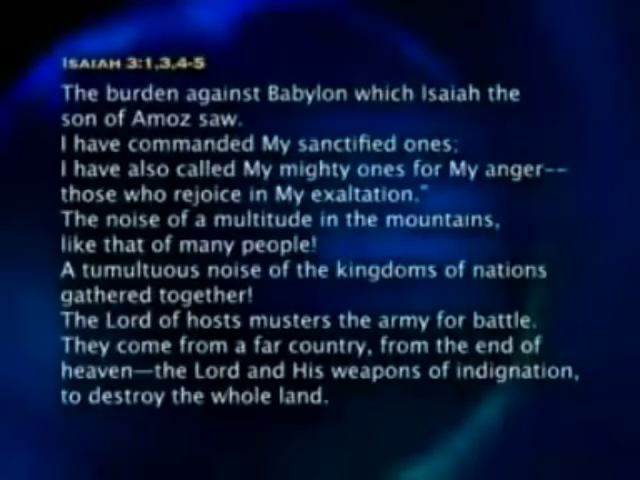 ISAIAH 3:1,3,4-5
The burden against Babylon which Isaiah the
son of Amoz saw.
I have commanded My sanctified ones;
I have also called My mighty ones for My anger--
those who rejoice in My exaltation."
The noise of a multitude in the mountains,
like that of many people!
A tumultuous noise of the kingdoms of nations
gathered together!
The Lord of hosts musters the army for battle.
They come from a far country, from the end of
heaven—the Lord and His weapons of indignation,
to destroy the whole land.